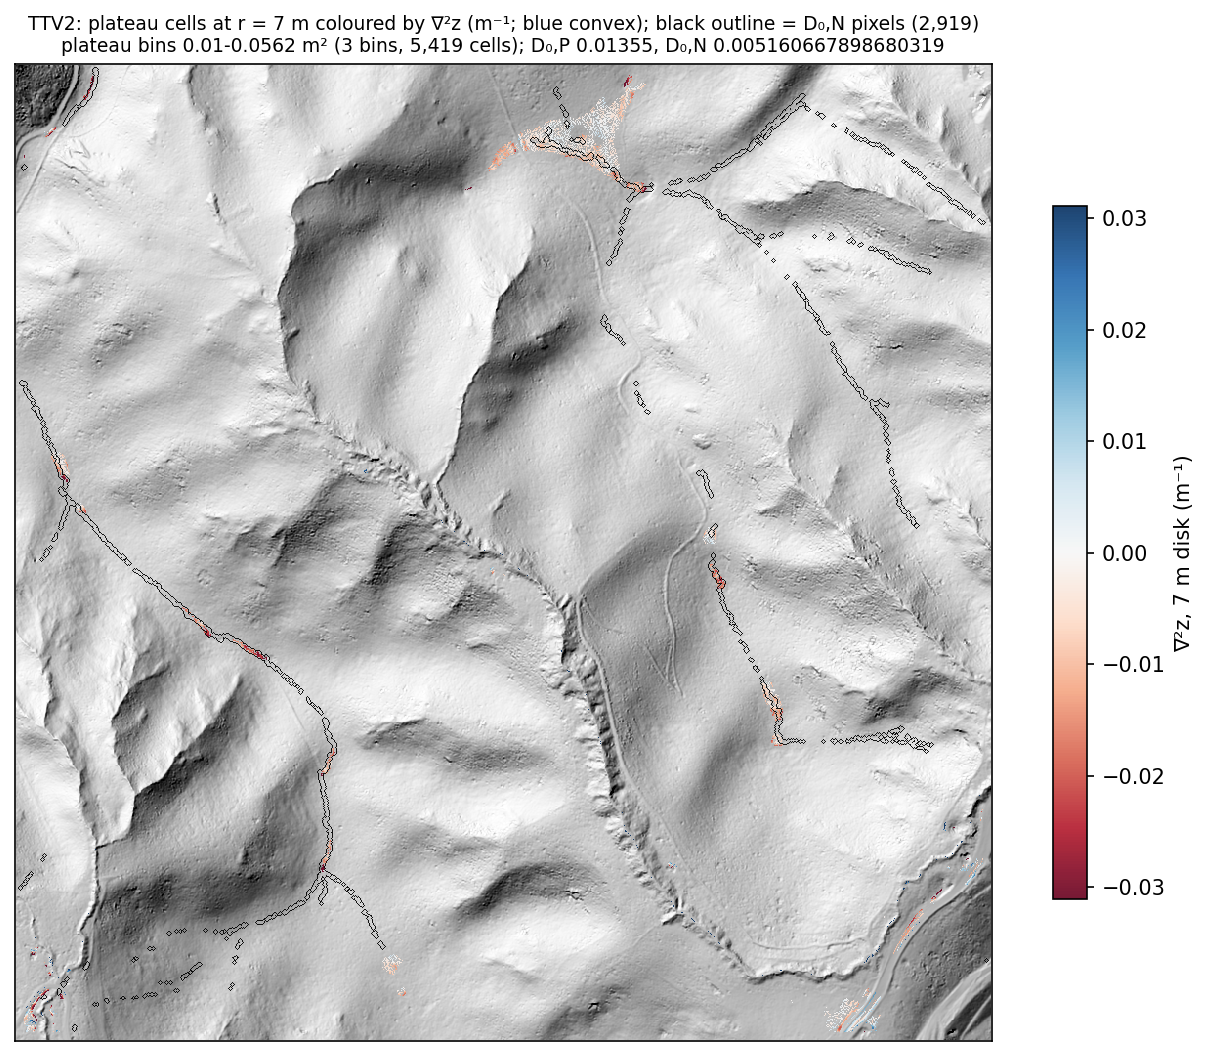 TTV2: plateau cells at r = 7 m coloured by ∇²z (m⁻¹; blue convex); black outline = D₀,N pixels (2,919)
plateau bins 0.01-0.0562 m² (3 bins, 5,419 cells); D₀,P 0.01355, D₀,N 0.0051606678986803​19
0.03
0.02
0.01
0.00
−0.01
−0.02
−0.03
∇²z, 7 m disk (m⁻¹)